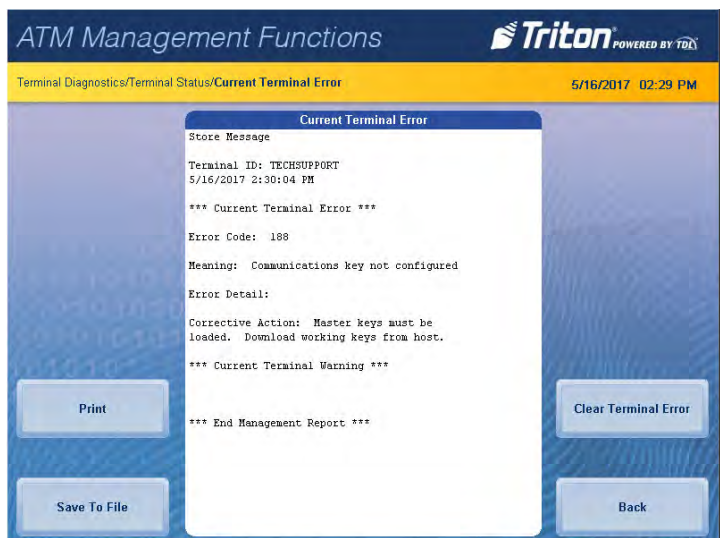 ATM Management Functions
Triton POWERED BY TDL
Terminal Diagnostics/Terminal Status/Current Terminal Error
5/16/2017 02:29 PM
Current Terminal Error
Store Message
Terminal ID: TECHSUPPORT
5/16/2017 2:30:04 PM
*** Current Terminal Error ***
Error Code: 188
Meaning: Communications key not configured
Error Detail:
Corrective Action: Master keys must be
loaded. Download working keys from host.
*** Current Terminal Warning ***
*** End Management Report ***
Print
Clear Terminal Error
Save To File
Back